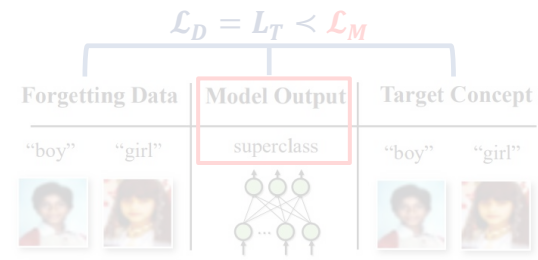 𝓛_D = L_T ≺ 𝓛_M
Forgetting Data Model Output Target Concept
“boy” “girl” superclass “boy” “girl”
...